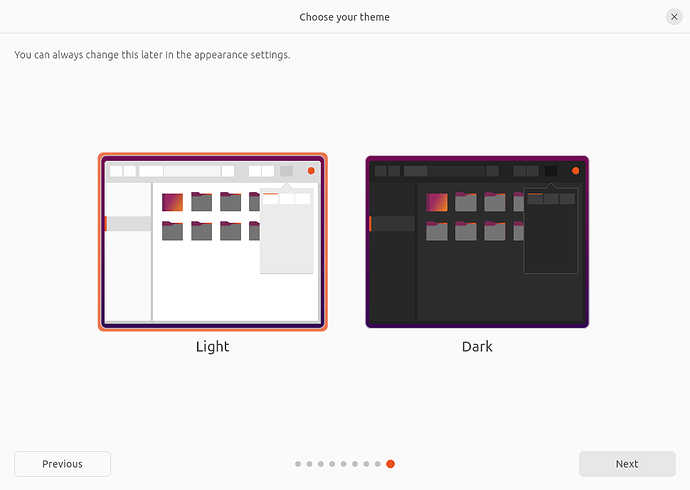 Choose your theme
You can always change this later in the appearance settings.
Light
Dark
Previous
Next